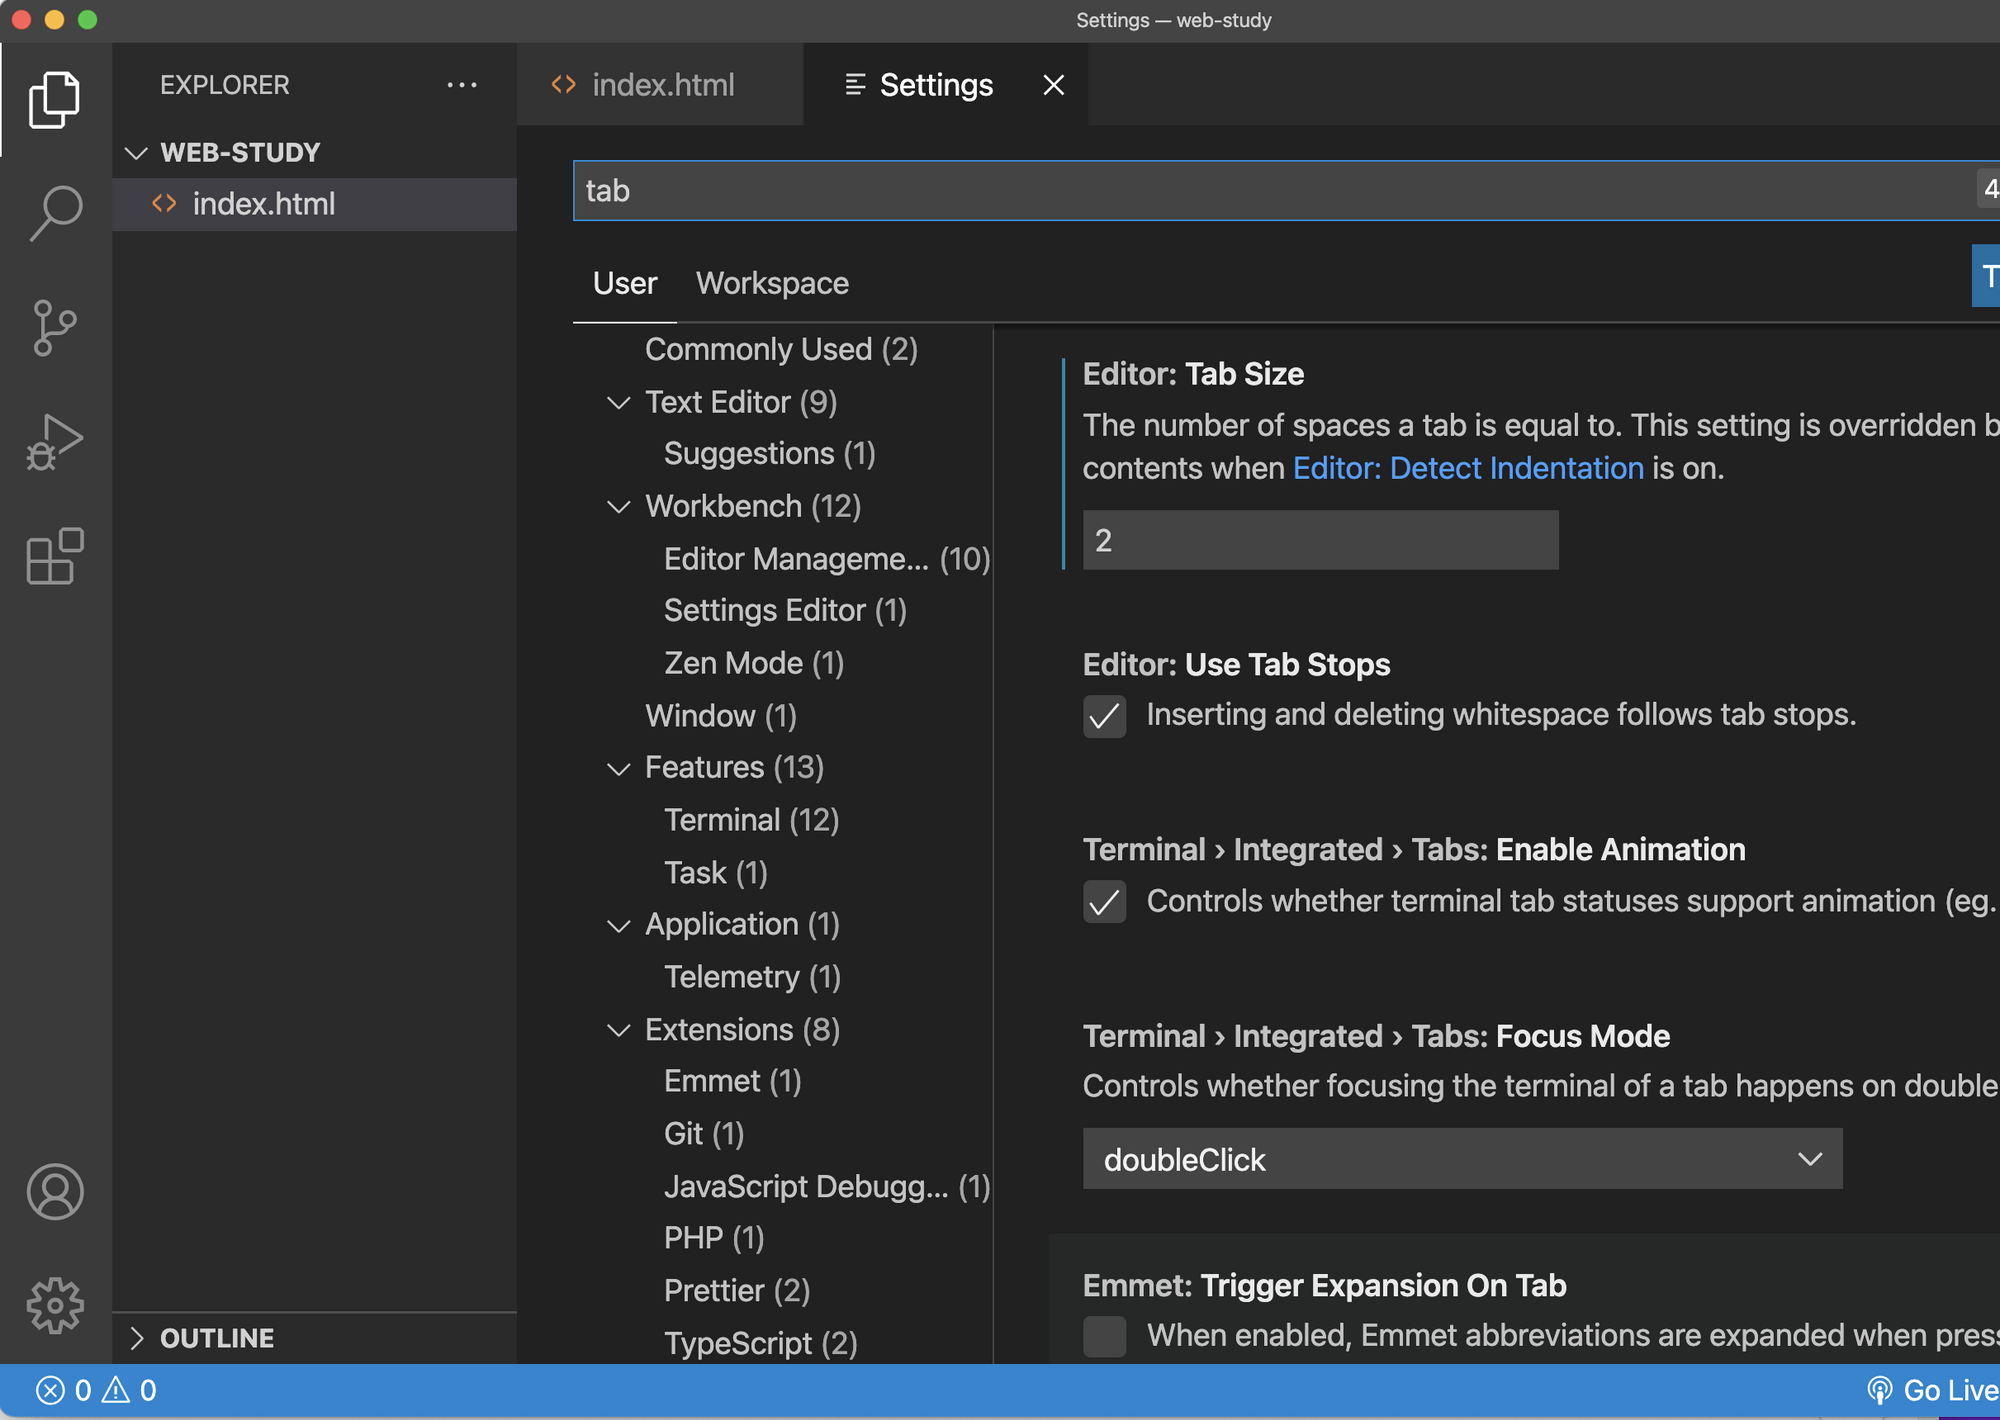 Settings — web-study
EXPLORER
WEB-STUDY
index.html
OUTLINE
index.html
Settings
tab
4
User
Workspace
T
Commonly Used (2)
Text Editor (9)
Suggestions (1)
Workbench (12)
Editor Manageme... (10)
Settings Editor (1)
Zen Mode (1)
Window (1)
Features (13)
Terminal (12)
Task (1)
Application (1)
Telemetry (1)
Extensions (8)
Emmet (1)
Git (1)
JavaScript Debugg... (1)
PHP (1)
Prettier (2)
TypeScript (2)
Editor: Tab Size
The number of spaces a tab is equal to. This setting is overridden b
contents when Editor: Detect Indentation is on.
2
Editor: Use Tab Stops
Inserting and deleting whitespace follows tab stops.
Terminal › Integrated › Tabs: Enable Animation
Controls whether terminal tab statuses support animation (eg.
Terminal › Integrated › Tabs: Focus Mode
Controls whether focusing the terminal of a tab happens on double
doubleClick
Emmet: Trigger Expansion On Tab
When enabled, Emmet abbreviations are expanded when press
0 0
Go Live